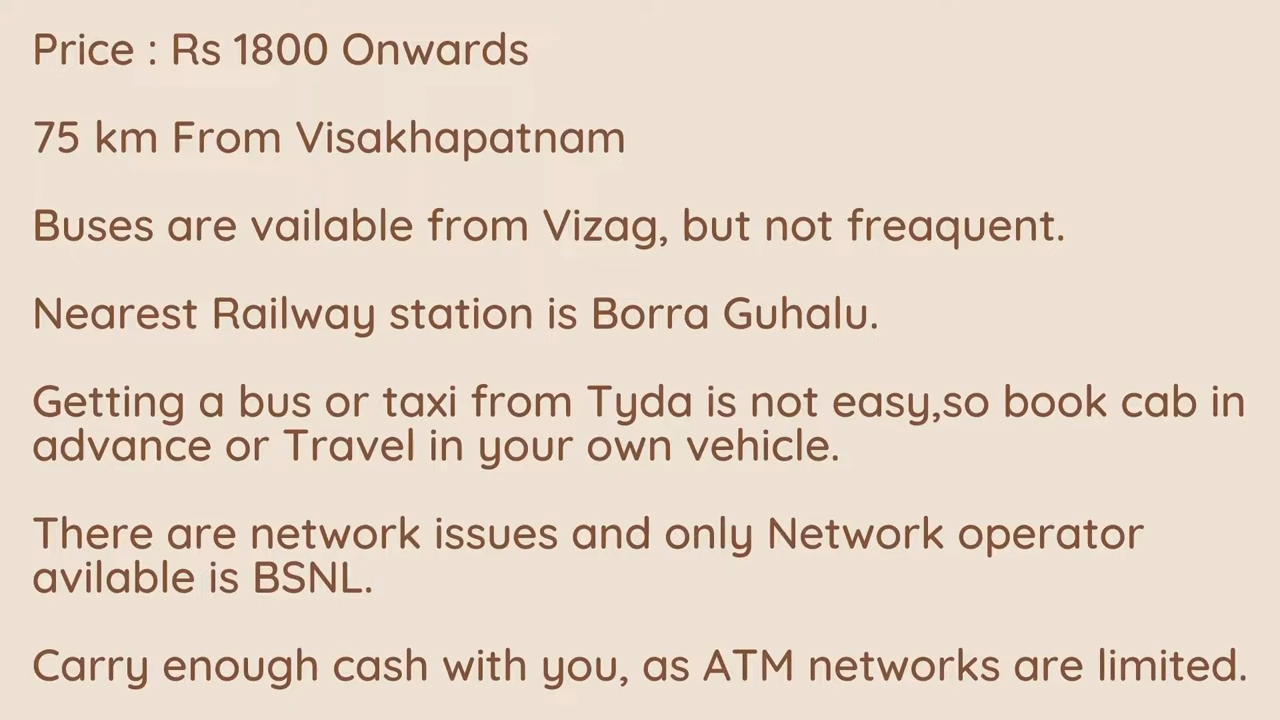 Price : Rs 1800 Onwards
75 km From Visakhapatnam
Buses are vailable from Vizag, but not freaquent.
Nearest Railway station is Borra Guhalu.
Getting a bus or taxi from Tyda is not easy,so book cab in
advance or Travel in your own vehicle.
There are network issues and only Network operator
avilable is BSNL.
Carry enough cash with you, as ATM networks are limited.